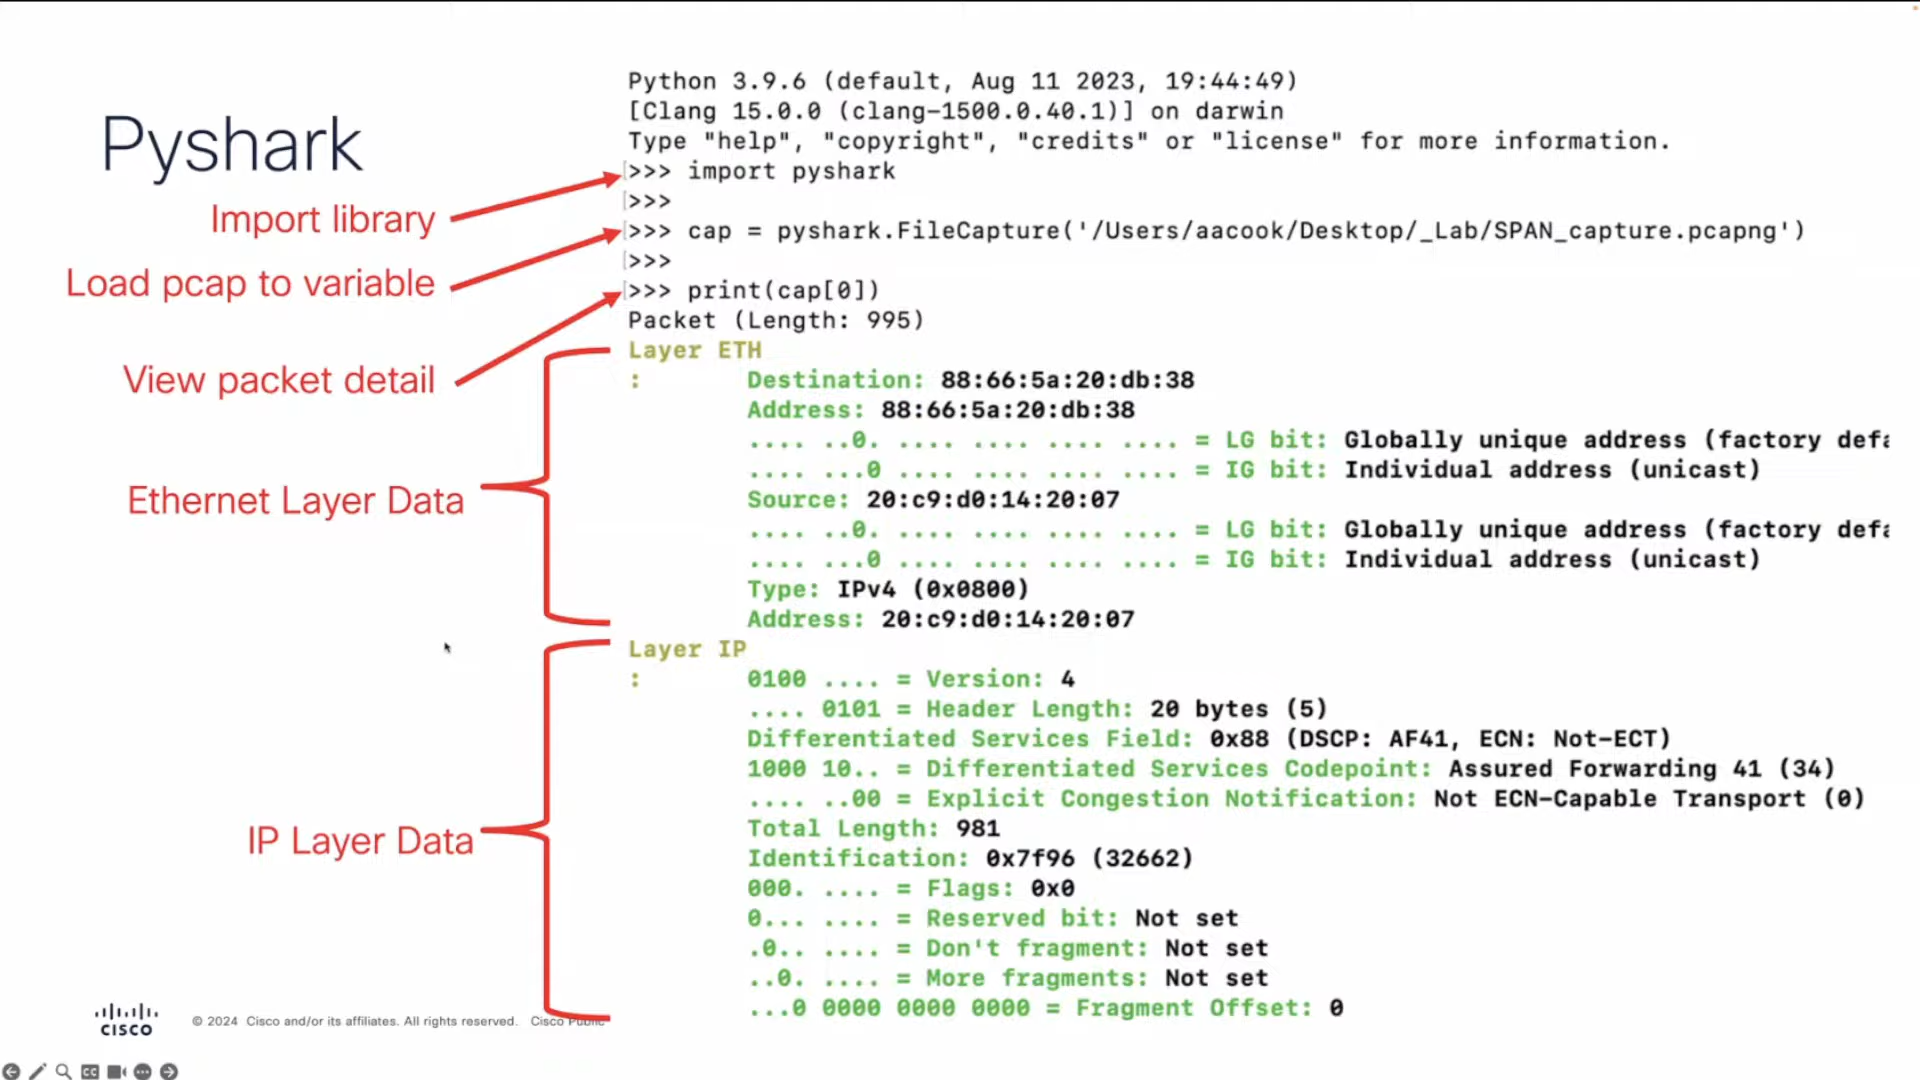 Pyshark
Import library
Load pcap to variable
View packet detail
Ethernet Layer Data
IP Layer Data
Python 3.9.6 (default, Aug 11 2023, 19:44:49)
[Clang 15.0.0 (clang-1500.0.40.1)] on darwin
Type "help", "copyright", "credits" or "license" for more information.
>>> import pyshark
>>>
>>> cap = pyshark.FileCapture('/Users/aacook/Desktop/_Lab/SPAN_capture.pcapng')
>>>
>>> print(cap[0])
Packet (Length: 995)
Layer ETH
: Destination: 88:66:5a:20:db:38
Address: 88:66:5a:20:db:38
.... ..0. .... .... .... .... = LG bit: Globally unique address (factory defa
.... ...0 .... .... .... .... = IG bit: Individual address (unicast)
Source: 20:c9:d0:14:20:07
.... ..0. .... .... .... .... = LG bit: Globally unique address (factory defa
.... ...0 .... .... .... .... = IG bit: Individual address (unicast)
Type: IPv4 (0x0800)
Address: 20:c9:d0:14:20:07
Layer IP
: 0100 .... = Version: 4
.... 0101 = Header Length: 20 bytes (5)
Differentiated Services Field: 0x88 (DSCP: AF41, ECN: Not-ECT)
1000 10.. = Differentiated Services Codepoint: Assured Forwarding 41 (34)
.... ..00 = Explicit Congestion Notification: Not ECN-Capable Transport (0)
Total Length: 981
Identification: 0x7f96 (32662)
000. .... = Flags: 0x0
0... .... = Reserved bit: Not set
.0.. .... = Don't fragment: Not set
..0. .... = More fragments: Not set
...0 0000 0000 0000 = Fragment Offset: 0
CISCO
© 2024 Cisco and/or its affiliates. All rights reserved. Cisco Public
CC